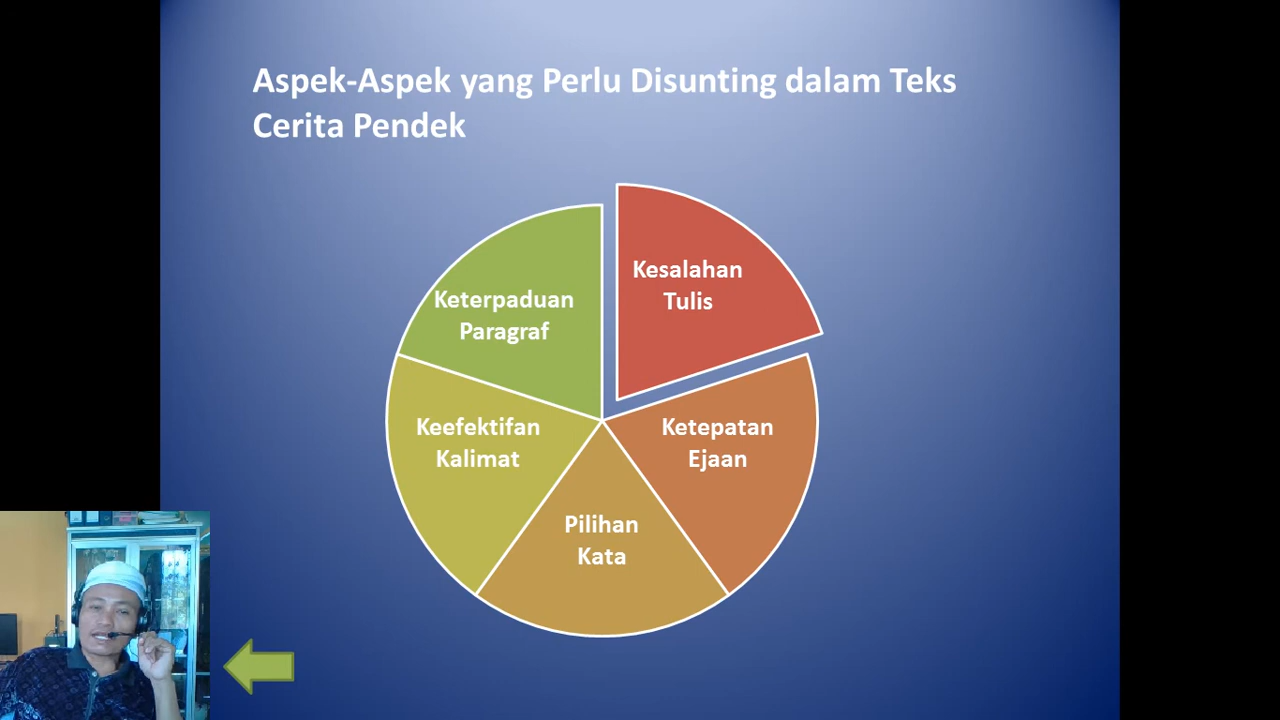 Aspek-Aspek yang Perlu Disunting dalam Teks
Cerita Pendek
Kesalahan
Tulis
Keterpaduan
Paragraf
Keefektifan
Kalimat
Ketepatan
Ejaan
Pilihan
Kata